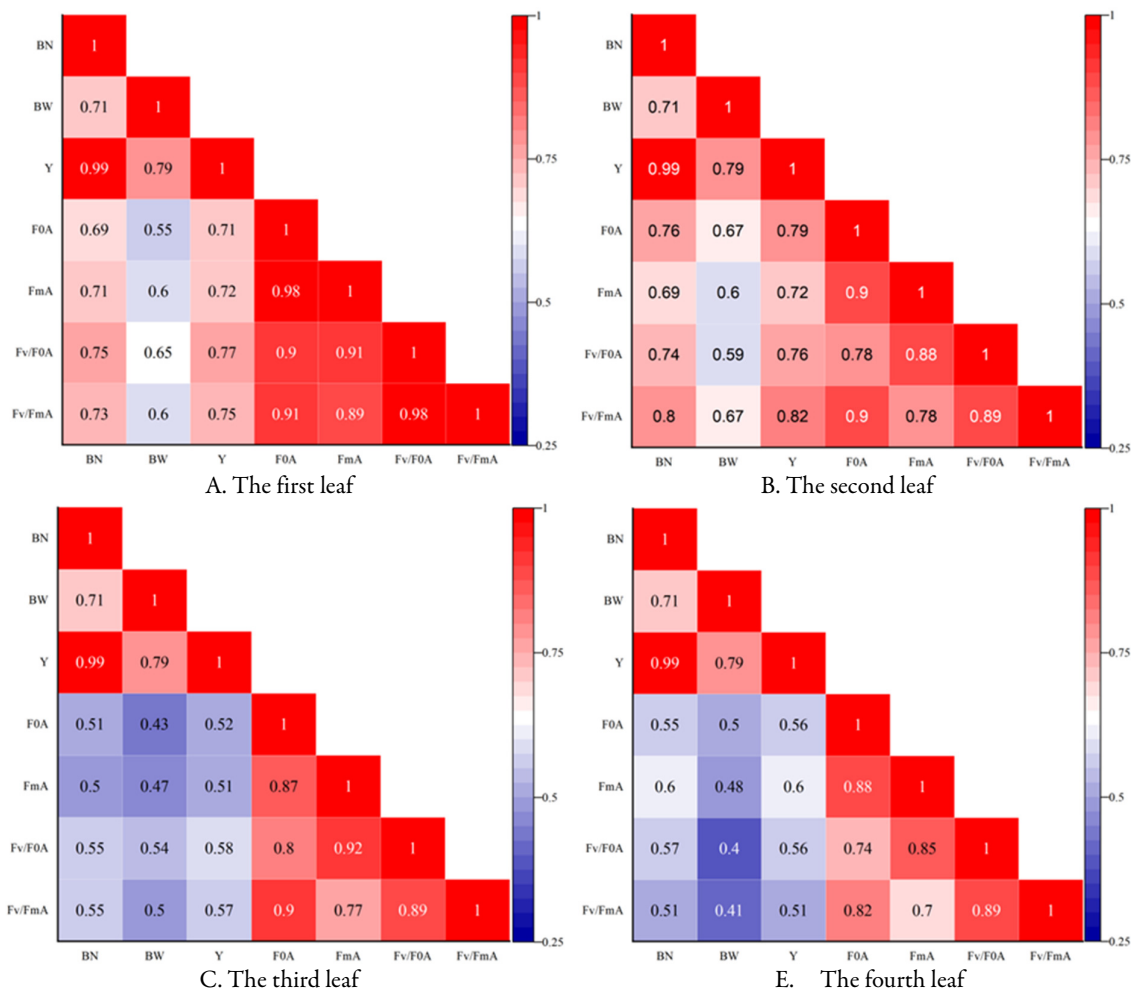 1
BN 1
BW 0.71 1
0.75
Y 0.99 0.79 1
F0A 0.69 0.55 0.71 1
0.5
FmA 0.71 0.6 0.72 0.98 1
Fv/F0A 0.75 0.65 0.77 0.9 0.91 1
Fv/FmA 0.73 0.6 0.75 0.91 0.89 0.98 1
0.25
BN BW Y F0A FmA Fv/F0A Fv/FmA
A. The first leaf
1
BN 1
BW 0.71 1
0.75
Y 0.99 0.79 1
F0A 0.76 0.67 0.79 1
0.5
FmA 0.69 0.6 0.72 0.9 1
Fv/F0A 0.74 0.59 0.76 0.78 0.88 1
Fv/FmA 0.8 0.67 0.82 0.9 0.78 0.89 1
0.25
BN BW Y F0A FmA Fv/F0A Fv/FmA
B. The second leaf
1
BN 1
BW 0.71 1
0.75
Y 0.99 0.79 1
F0A 0.51 0.43 0.52 1
FmA 0.5 0.47 0.51 0.87 1
0.5
Fv/F0A 0.55 0.54 0.58 0.8 0.92 1
Fv/FmA 0.55 0.5 0.57 0.9 0.77 0.89 1
0.25
BN BW Y F0A FmA Fv/F0A Fv/FmA
C. The third leaf
1
BN 1
BW 0.71 1
0.75
Y 0.99 0.79 1
F0A 0.55 0.5 0.56 1
FmA 0.6 0.48 0.6 0.88 1
0.5
Fv/F0A 0.57 0.4 0.56 0.74 0.85 1
Fv/FmA 0.51 0.41 0.51 0.82 0.7 0.89 1
0.25
BN BW Y F0A FmA Fv/F0A Fv/FmA
E. The fourth leaf